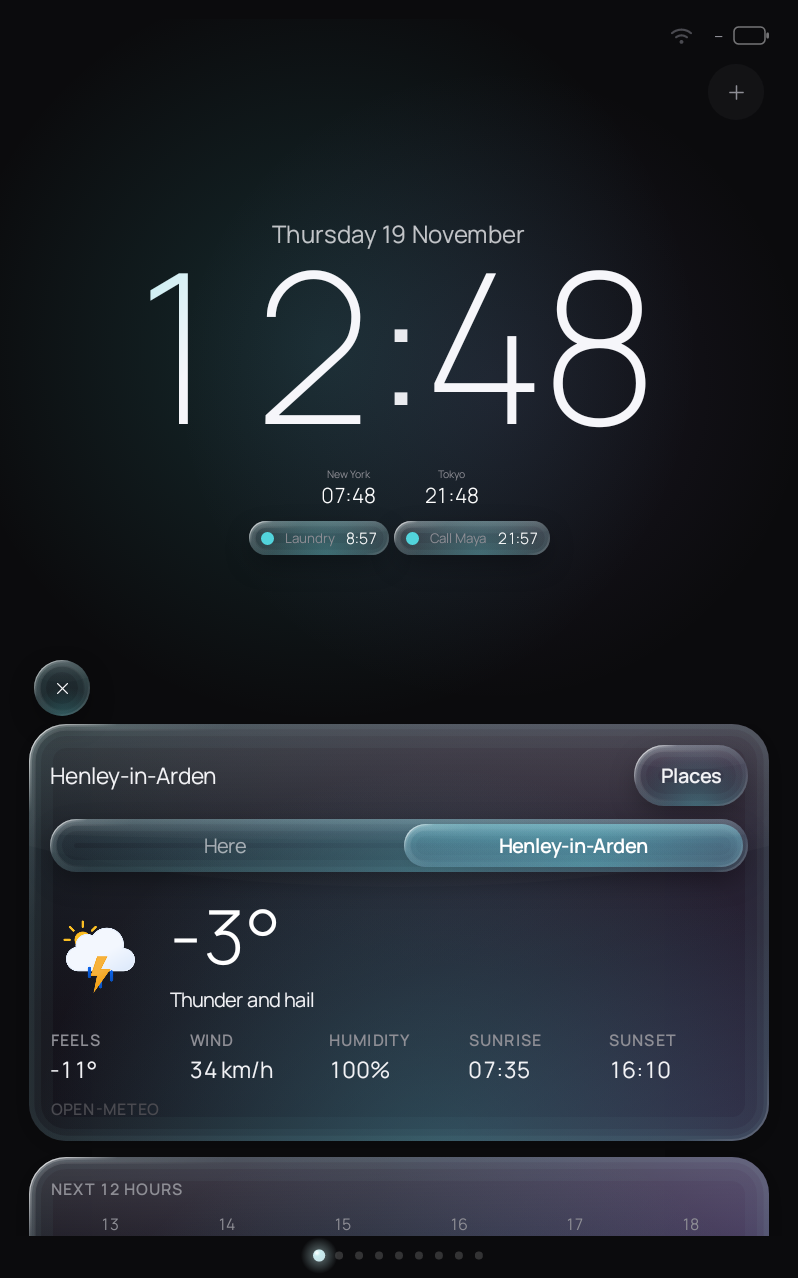 Thursday 19 November
12:48
New York Tokyo
07:48 21:48
Laundry 8:57 Call Maya 21:57
Henley-in-Arden Places
Here Henley-in-Arden
-3°
Thunder and hail
FEELS WIND HUMIDITY SUNRISE SUNSET
-11° 34 km/h 100% 07:35 16:10
OPEN-METEO
NEXT 12 HOURS
13 14 15 16 17 18